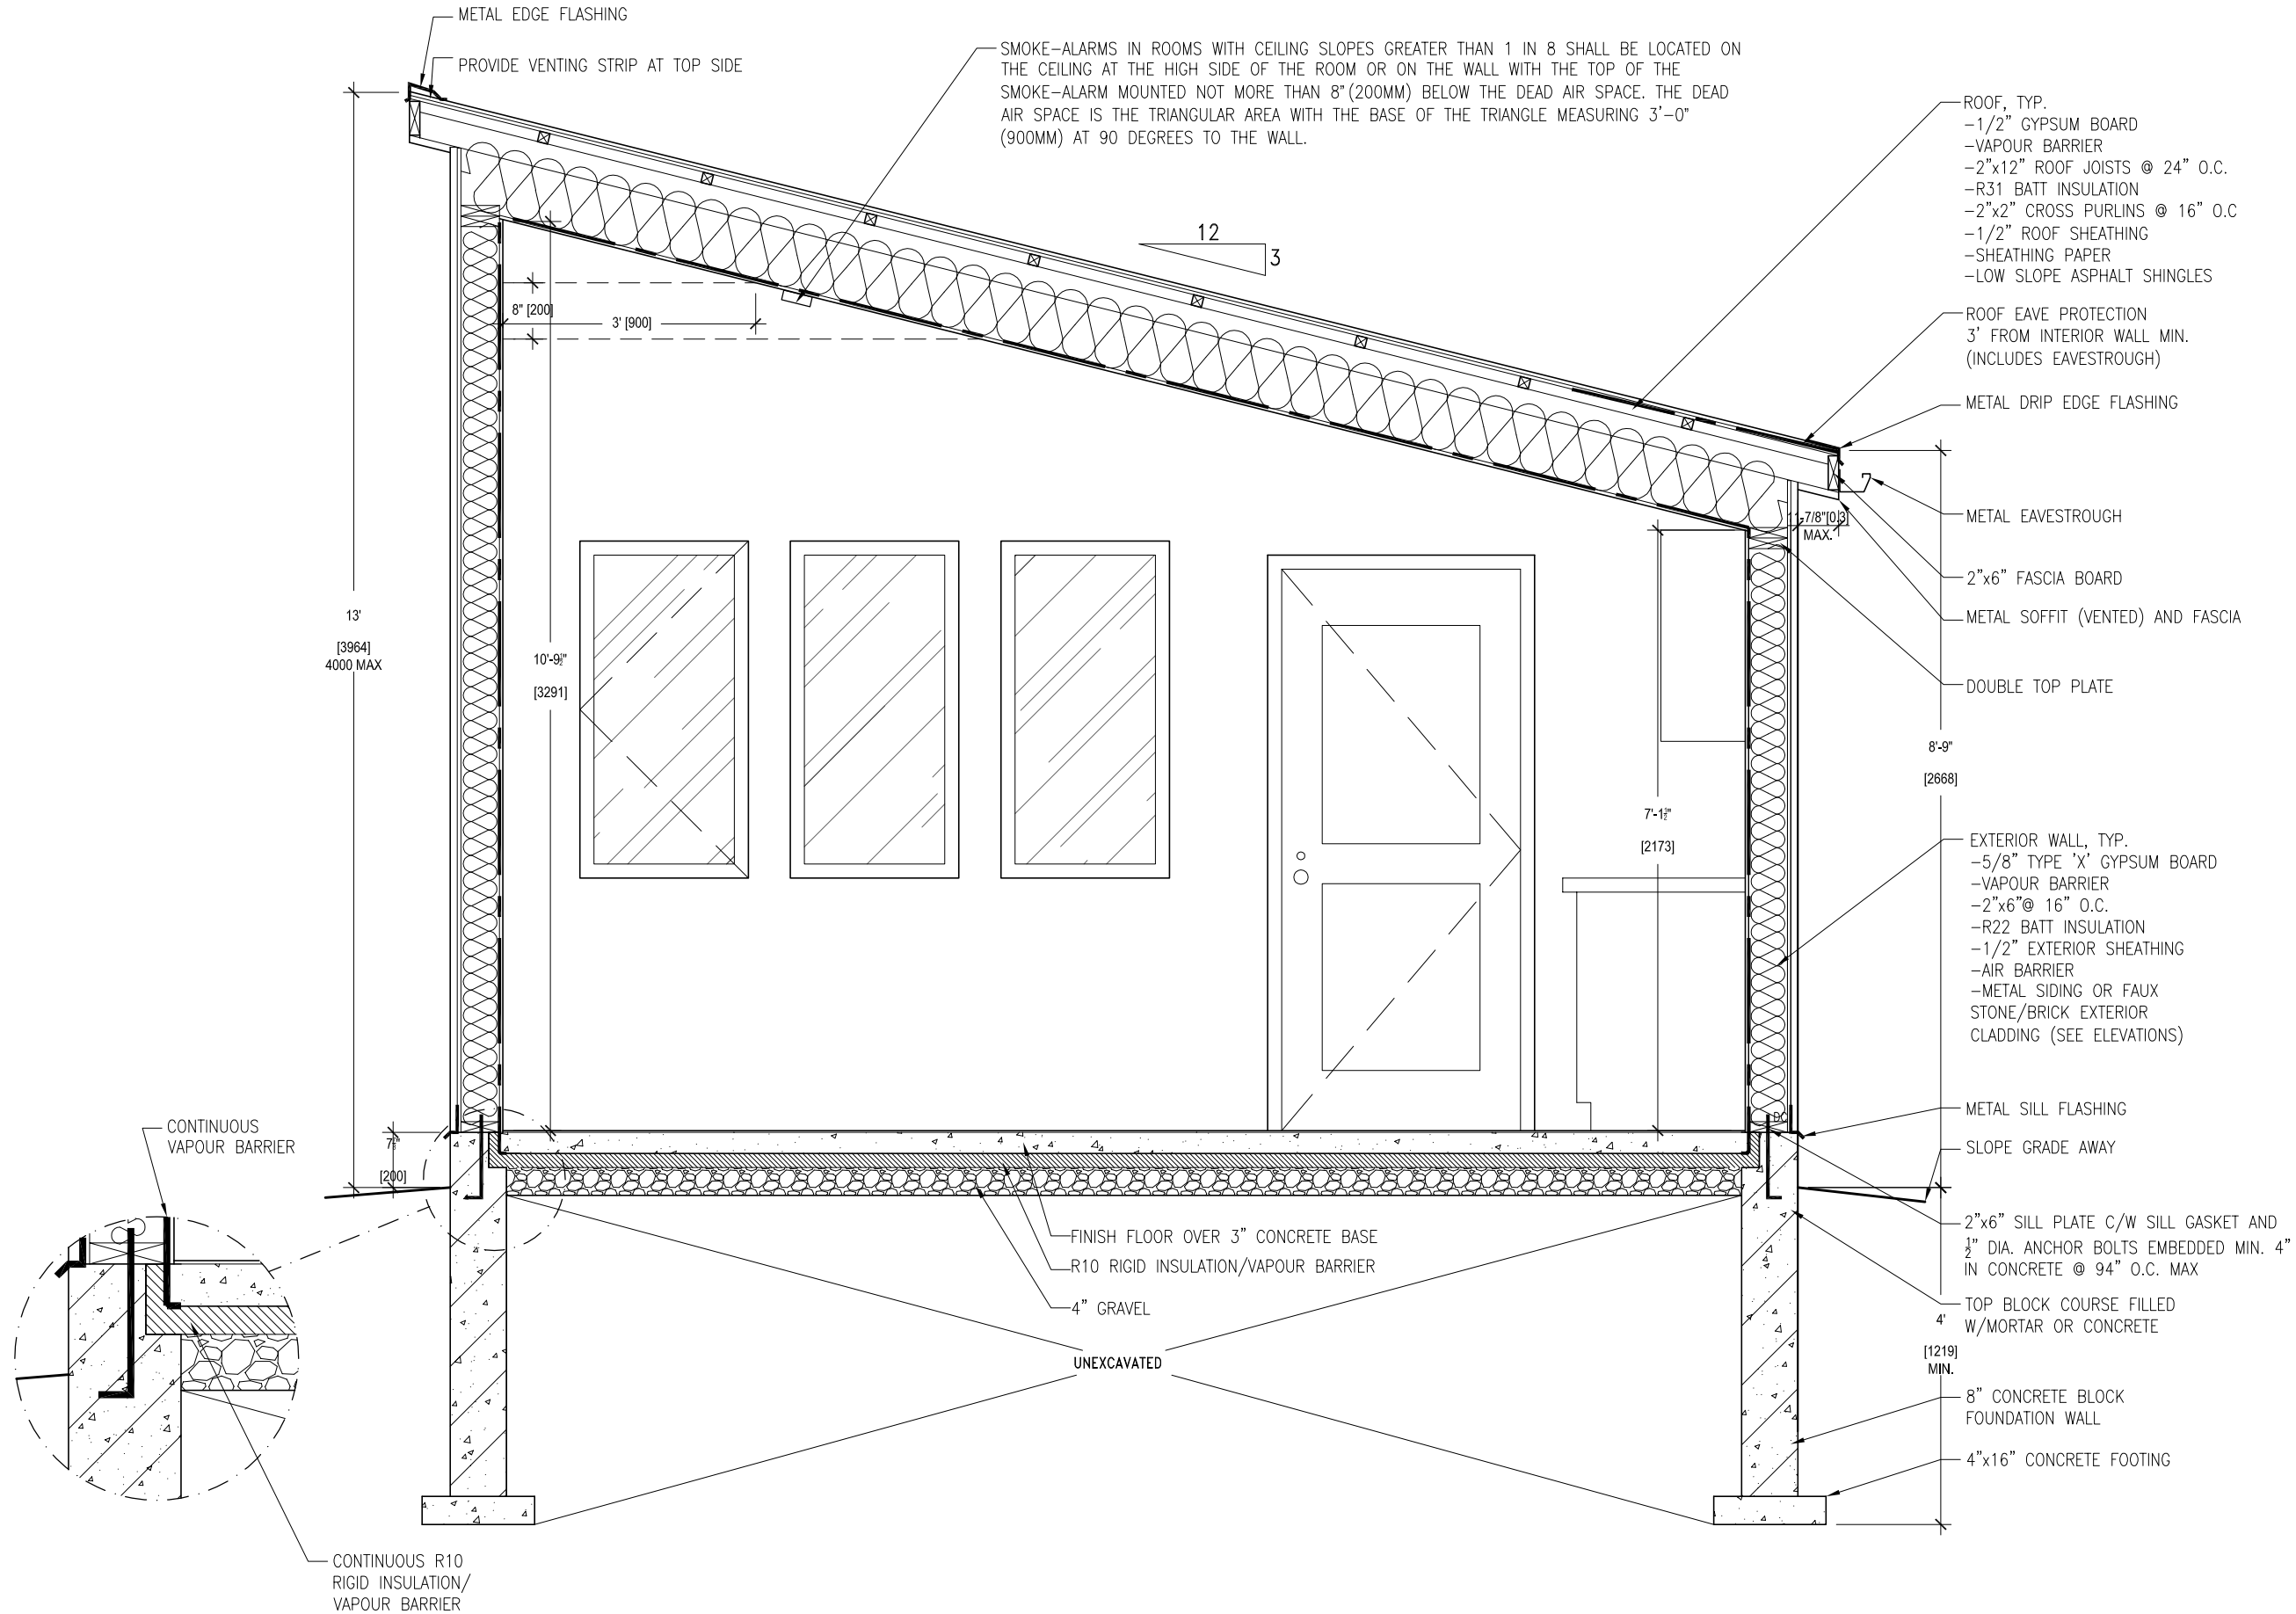 METAL EDGE FLASHING
PROVIDE VENTING STRIP AT TOP SIDE
SMOKE-ALARMS IN ROOMS WITH CEILING SLOPES GREATER THAN 1 IN 8 SHALL BE LOCATED ON
THE CEILING AT THE HIGH SIDE OF THE ROOM OR ON THE WALL WITH THE TOP OF THE
SMOKE-ALARM MOUNTED NOT MORE THAN 8" (200MM) BELOW THE DEAD AIR SPACE. THE DEAD
AIR SPACE IS THE TRIANGULAR AREA WITH THE BASE OF THE TRIANGLE MEASURING 3'-0"
(900MM) AT 90 DEGREES TO THE WALL.
ROOF, TYP.
-1/2" GYPSUM BOARD
-VAPOUR BARRIER
-2"x12" ROOF JOISTS @ 24" O.C.
-R31 BATT INSULATION
-2"x2" CROSS PURLINS @ 16" O.C
-1/2" ROOF SHEATHING
-SHEATHING PAPER
-LOW SLOPE ASPHALT SHINGLES
ROOF EAVE PROTECTION
3' FROM INTERIOR WALL MIN.
(INCLUDES EAVESTROUGH)
METAL DRIP EDGE FLASHING
METAL EAVESTROUGH
2"x6" FASCIA BOARD
METAL SOFFIT (VENTED) AND FASCIA
DOUBLE TOP PLATE
12
3
8" [200]
3' [900]
11-7/8"[0.3]
MAX.
13'
[3964]
4000 MAX
10'-9½"
[3291]
7'-1½"
[2173]
8'-9"
[2668]
EXTERIOR WALL, TYP.
-5/8" TYPE 'X' GYPSUM BOARD
-VAPOUR BARRIER
-2"x6"@ 16" O.C.
-R22 BATT INSULATION
-1/2" EXTERIOR SHEATHING
-AIR BARRIER
-METAL SIDING OR FAUX
STONE/BRICK EXTERIOR
CLADDING (SEE ELEVATIONS)
METAL SILL FLASHING
SLOPE GRADE AWAY
2"x6" SILL PLATE C/W SILL GASKET AND
½" DIA. ANCHOR BOLTS EMBEDDED MIN. 4"
IN CONCRETE @ 94" O.C. MAX
TOP BLOCK COURSE FILLED
W/MORTAR OR CONCRETE
4'
[1219]
MIN.
8" CONCRETE BLOCK
FOUNDATION WALL
4"x16" CONCRETE FOOTING
CONTINUOUS
VAPOUR BARRIER
[200]
FINISH FLOOR OVER 3" CONCRETE BASE
R10 RIGID INSULATION/VAPOUR BARRIER
4" GRAVEL
UNEXCAVATED
CONTINUOUS R10
RIGID INSULATION/
VAPOUR BARRIER